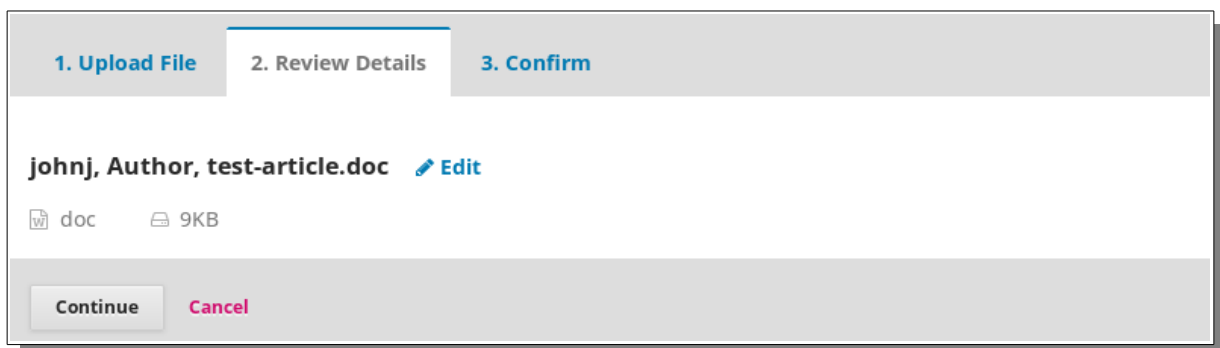 1. Upload File 2. Review Details 3. Confirm
johnj, Author, test-article.doc Edit
doc 9KB
Continue Cancel